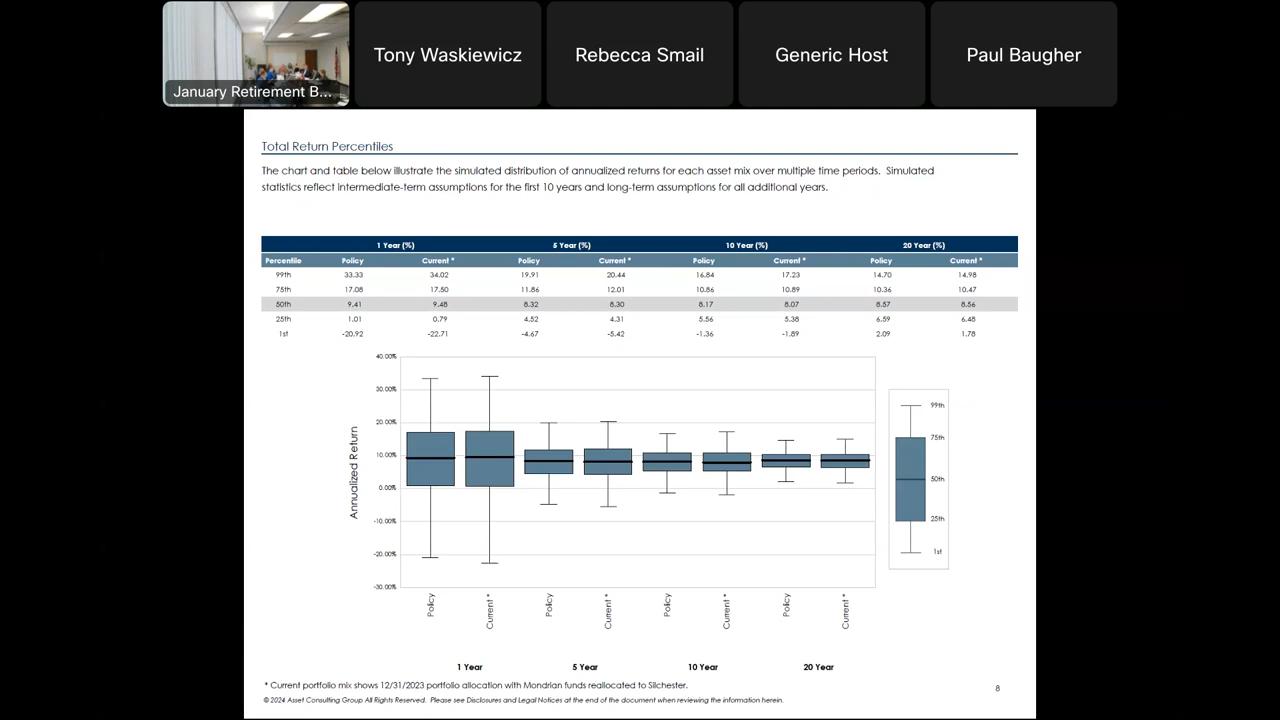 January Retirement B...
Tony Waskiewicz
Rebecca Smail
Generic Host
Paul Baugher
Total Return Percentiles
The chart and table below illustrate the simulated distribution of annualized returns for each asset mix over multiple time periods. Simulated
statistics reflect intermediate-term assumptions for the first 10 years and long-term assumptions for all additional years.
1 Year (%) 5 Year (%) 10 Year (%) 20 Year (%)
Percentile Policy Current * Policy Current * Policy Current * Policy Current *
99th 33.33 34.02 19.91 20.44 16.84 17.23 14.70 14.98
75th 17.08 17.50 11.86 12.01 10.86 10.89 10.36 10.47
50th 9.41 9.48 8.32 8.30 8.17 8.07 8.57 8.56
25th 1.01 0.79 4.52 4.31 5.56 5.38 6.59 6.48
1st -20.92 -22.71 -4.67 -5.42 -1.36 -1.89 2.09 1.78
Annualized Return
40.00%
30.00%
20.00%
10.00%
0.00%
-10.00%
-20.00%
-30.00%
99th
75th
50th
25th
1st
Policy Current * Policy Current * Policy Current * Policy Current *
1 Year 5 Year 10 Year 20 Year
* Current portfolio mix shows 12/31/2023 portfolio allocation with Mondrian funds reallocated to Silchester.
8
© 2024 Asset Consulting Group All Rights Reserved. Please see Disclosures and Legal Notices at the end of the document when reviewing the information herein.